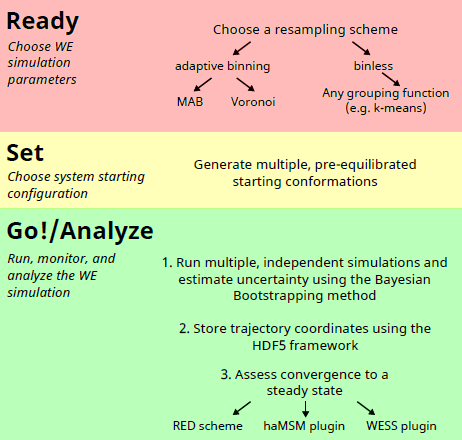 Ready
Choose WE
simulation
parameters
Choose a resampling scheme
adaptive binning
binless
MAB
Voronoi
Any grouping function
(e.g. k-means)
Set
Choose system starting
configuration
Generate multiple, pre-equilibrated
starting conformations
Go!/Analyze
Run, monitor, and
analyze the WE
simulation
1. Run multiple, independent simulations and
estimate uncertainty using the Bayesian
Bootstrapping method
2. Store trajectory coordinates using the
HDF5 framework
3. Assess convergence to a
steady state
RED scheme
haMSM plugin
WESS plugin